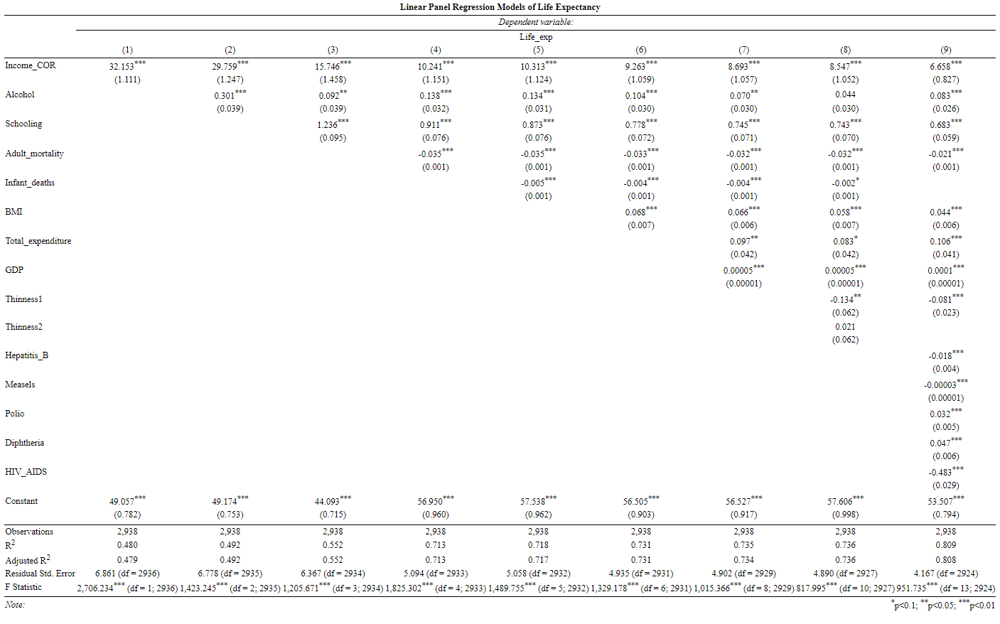 Linear Panel Regression Models of Life Expectancy
Dependent variable:
Life_exp
(1) (2) (3) (4) (5) (6) (7) (8) (9)
Income_COR 32.153*** 29.759*** 15.746*** 10.241*** 10.313*** 9.263*** 8.693*** 8.547*** 6.658***
(1.111) (1.247) (1.458) (1.151) (1.124) (1.059) (1.057) (1.052) (0.827)
Alcohol 0.301*** 0.092** 0.138*** 0.134*** 0.104*** 0.070** 0.044 0.083***
(0.039) (0.039) (0.032) (0.031) (0.030) (0.030) (0.030) (0.026)
Schooling 1.236*** 0.911*** 0.873*** 0.778*** 0.745*** 0.743*** 0.683***
(0.095) (0.076) (0.076) (0.072) (0.071) (0.070) (0.059)
Adult_mortality -0.035*** -0.035*** -0.033*** -0.032*** -0.032*** -0.021***
(0.001) (0.001) (0.001) (0.001) (0.001) (0.001)
Infant_deaths -0.005*** -0.004*** -0.004*** -0.002*
(0.001) (0.001) (0.001) (0.001)
BMI 0.068*** 0.066*** 0.058*** 0.044***
(0.007) (0.006) (0.007) (0.006)
Total_expenditure 0.097** 0.083* 0.106***
(0.042) (0.042) (0.041)
GDP 0.00005*** 0.00005*** 0.0001***
(0.00001) (0.00001) (0.00001)
Thinness1 -0.134** -0.081***
(0.062) (0.023)
Thinness2 0.021
(0.062)
Hepatitis_B -0.018***
(0.004)
Measels -0.00003***
(0.00001)
Polio 0.032***
(0.005)
Diphtheria 0.047***
(0.006)
HIV_AIDS -0.483***
(0.029)
Constant 49.057*** 49.174*** 44.093*** 56.950*** 57.538*** 56.505*** 56.527*** 57.606*** 53.507***
(0.782) (0.753) (0.715) (0.960) (0.962) (0.903) (0.917) (0.998) (0.794)
Observations 2,938 2,938 2,938 2,938 2,938 2,938 2,938 2,938 2,938
R2 0.480 0.492 0.552 0.713 0.718 0.731 0.735 0.736 0.809
Adjusted R2 0.479 0.492 0.552 0.713 0.717 0.731 0.734 0.736 0.808
Residual Std. Error 6.861 (df = 2936) 6.778 (df = 2935) 6.367 (df = 2934) 5.094 (df = 2933) 5.058 (df = 2932) 4.935 (df = 2931) 4.902 (df = 2929) 4.890 (df = 2927) 4.167 (df = 2924)
F Statistic 2,706.234*** (df = 1; 2936) 1,423.245*** (df = 2; 2935) 1,205.671*** (df = 3; 2934) 1,825.302*** (df = 4; 2933) 1,489.755*** (df = 5; 2932) 1,329.178*** (df = 6; 2931) 1,015.366*** (df = 8; 2929) 817.995*** (df = 10; 2927) 951.735*** (df = 13; 2924)
Note: *p<0.1; **p<0.05; ***p<0.01